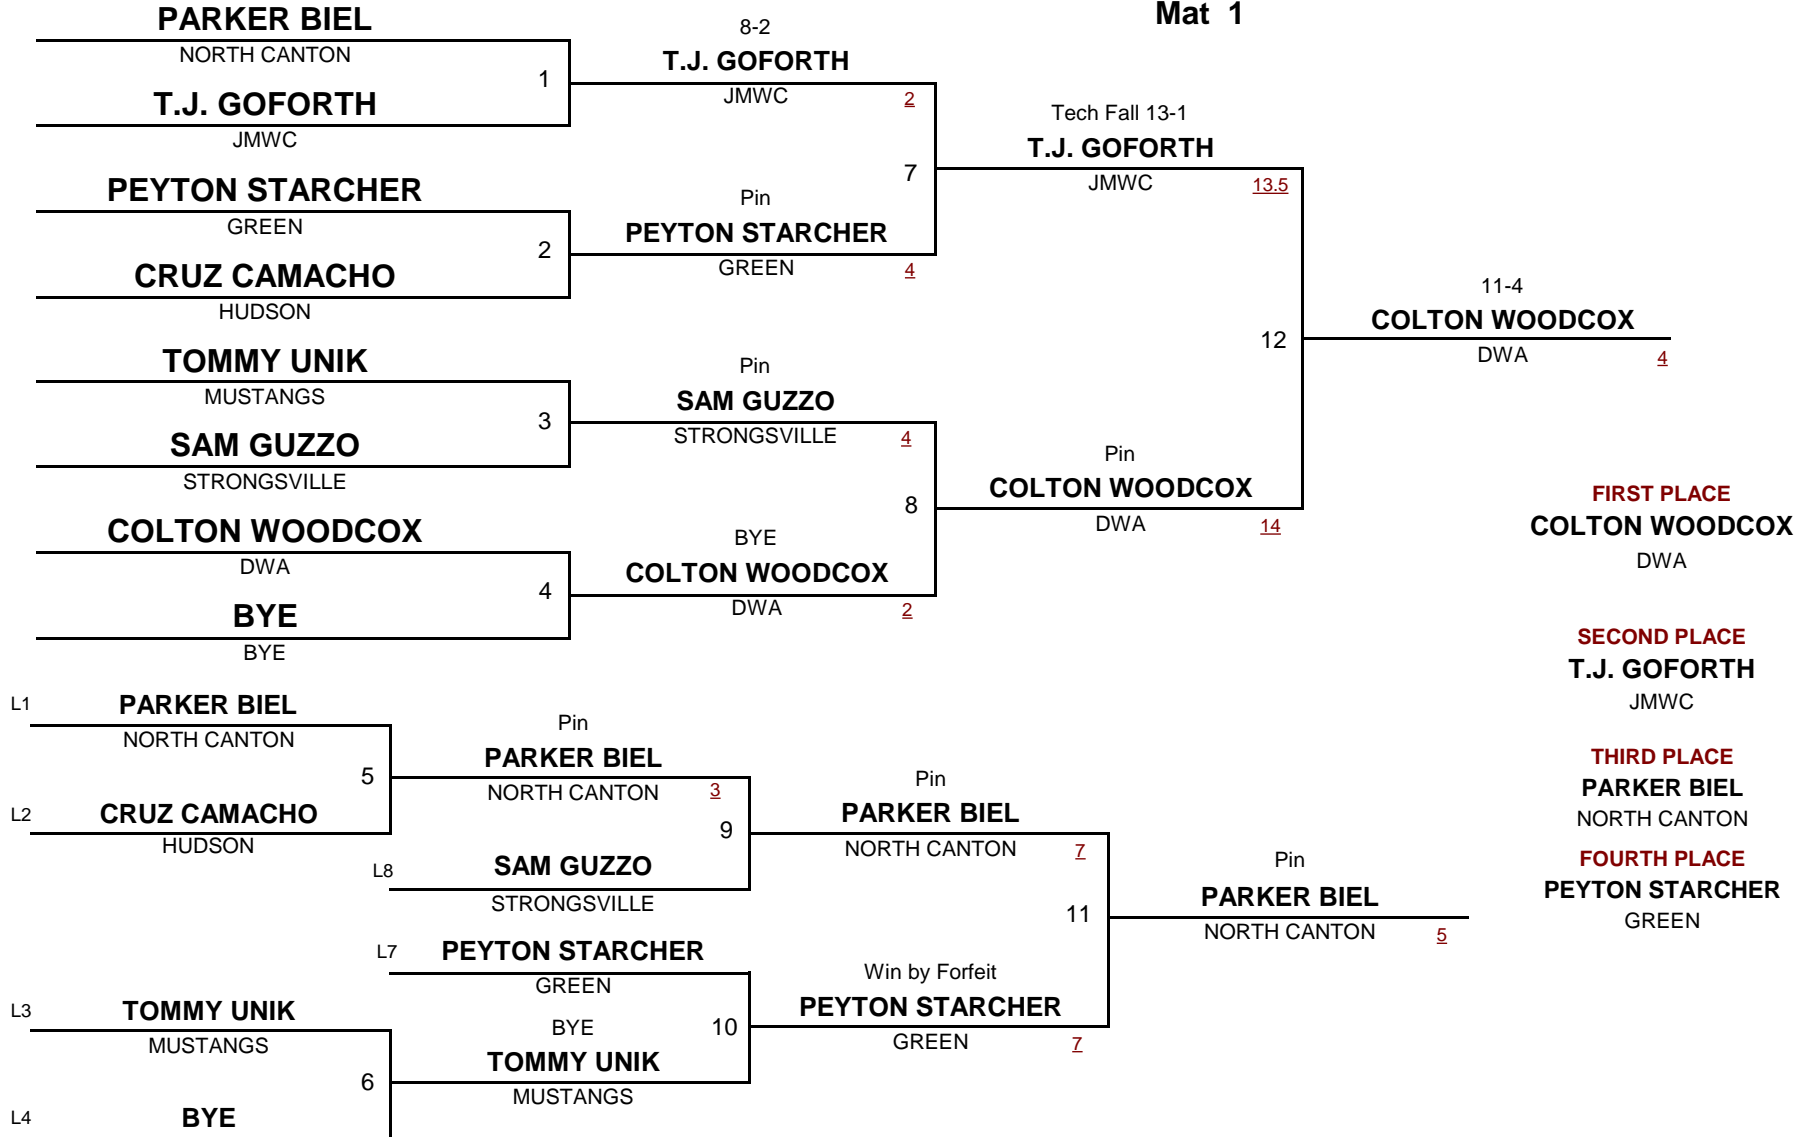 Mat 1
PARKER BIEL
NORTH CANTON
1
T.J. GOFORTH
JMWC
8-2
T.J. GOFORTH
JMWC
2
PEYTON STARCHER
GREEN
2
CRUZ CAMACHO
HUDSON
Pin
PEYTON STARCHER
GREEN
4
7
Tech Fall 13-1
T.J. GOFORTH
JMWC
13.5
TOMMY UNIK
MUSTANGS
3
SAM GUZZO
STRONGSVILLE
Pin
SAM GUZZO
STRONGSVILLE
4
COLTON WOODCOX
DWA
4
BYE
BYE
BYE
COLTON WOODCOX
DWA
2
8
Pin
COLTON WOODCOX
DWA
14
12
11-4
COLTON WOODCOX
DWA
4
FIRST PLACE
COLTON WOODCOX
DWA
SECOND PLACE
T.J. GOFORTH
JMWC
THIRD PLACE
PARKER BIEL
NORTH CANTON
FOURTH PLACE
PEYTON STARCHER
GREEN
L1
PARKER BIEL
NORTH CANTON
5
L2
CRUZ CAMACHO
HUDSON
Pin
PARKER BIEL
NORTH CANTON
3
9
L8
SAM GUZZO
STRONGSVILLE
Pin
PARKER BIEL
NORTH CANTON
7
L7
PEYTON STARCHER
GREEN
L3
TOMMY UNIK
MUSTANGS
6
L4
BYE
BYE
TOMMY UNIK
MUSTANGS
10
Win by Forfeit
PEYTON STARCHER
GREEN
7
11
Pin
PARKER BIEL
NORTH CANTON
5